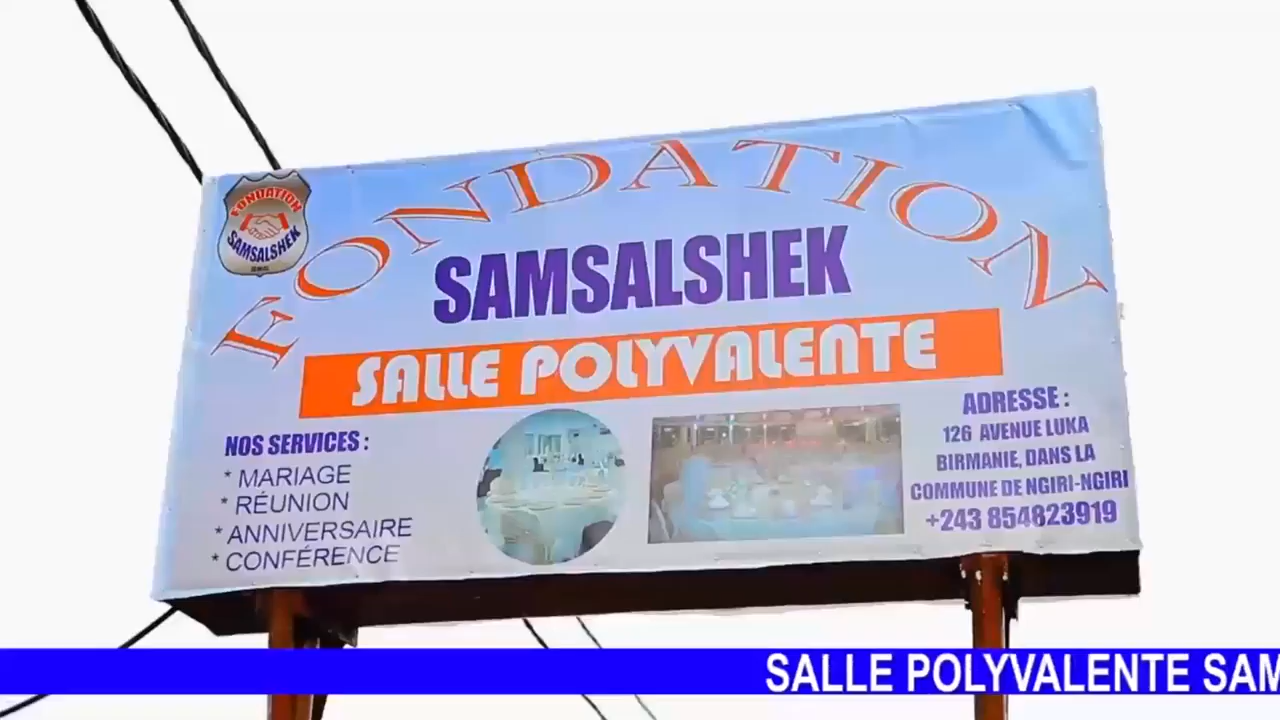 FONDATION
SAMSALSHEK
FONDATION
SAMSALSHEK
SALLE POLYVALENTE
NOS SERVICES :
* MARIAGE
* RÉUNION
* ANNIVERSAIRE
* CONFÉRENCE
ADRESSE :
126 AVENUE LUKA
BIRMANIE, DANS LA
COMMUNE DE NGIRI-NGIRI
+243 854823919
SALLE POLYVALENTE SAM